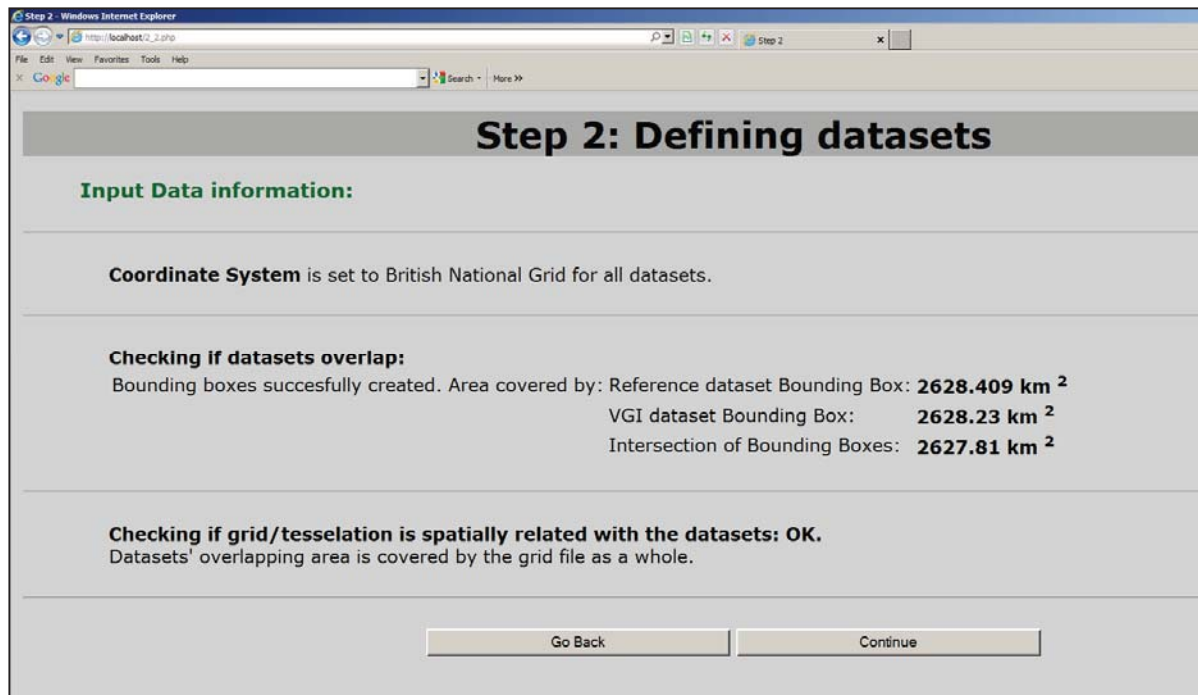 Step 2 - Windows Internet Explorer
http://localhost/2_2.php
Step 2
File Edit View Favorites Tools Help
Google Search More >>
Step 2: Defining datasets
Input Data information:
Coordinate System is set to British National Grid for all datasets.
Checking if datasets overlap:
Bounding boxes succesfully created. Area covered by: Reference dataset Bounding Box: 2628.409 km 2
VGI dataset Bounding Box: 2628.23 km 2
Intersection of Bounding Boxes: 2627.81 km 2
Checking if grid/tesselation is spatially related with the datasets: OK.
Datasets' overlapping area is covered by the grid file as a whole.
Go Back Continue